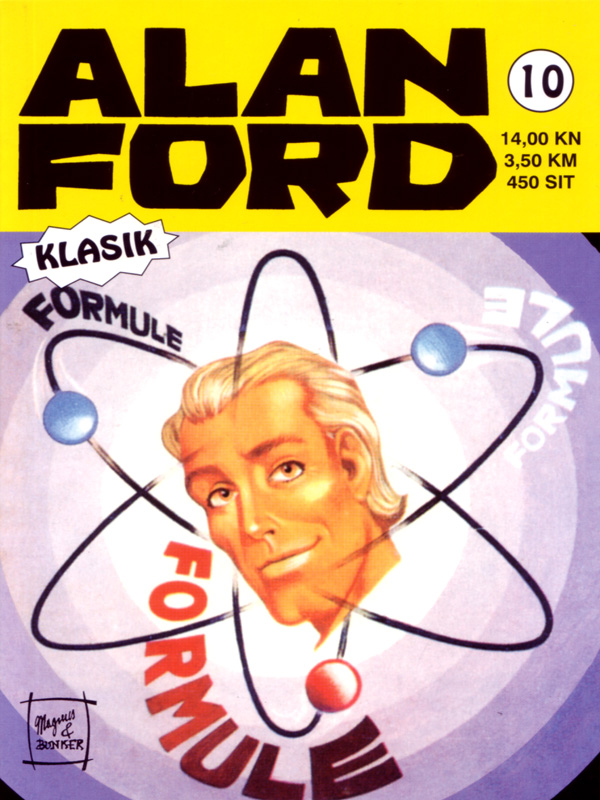 ALAN
FORD
10
14,00 KN
3,50 KM
450 SIT
KLASIK
FORMULE
FORMULE
FORMULE
Magnus
&
BUNKER